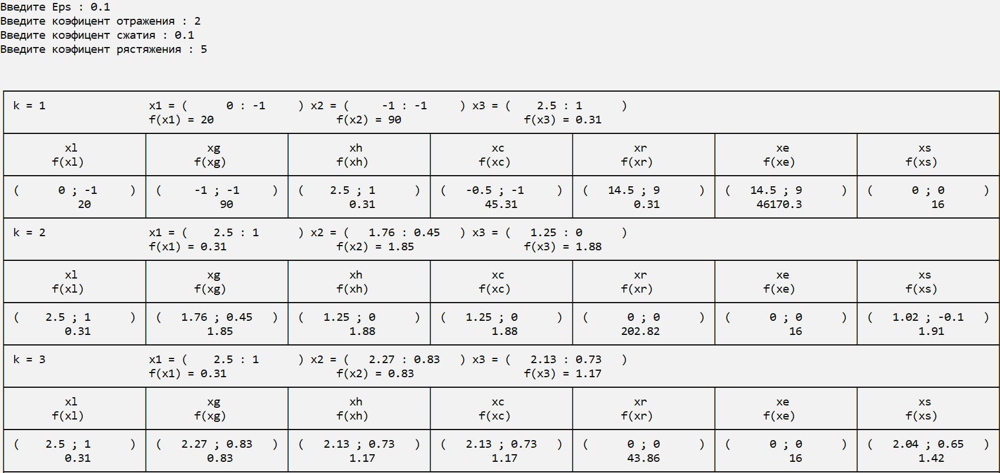 Введите Eps : 0.1
Введите коэфицент отражения : 2
Введите коэфицент сжатия : 0.1
Введите коэфицент рястяжения : 5
k = 1 x1 = ( 0 : -1 ) x2 = ( -1 : -1 ) x3 = ( 2.5 : 1 )
f(x1) = 20 f(x2) = 90 f(x3) = 0.31
xl xg xh xc xr xe xs
f(xl) f(xg) f(xh) f(xc) f(xr) f(xe) f(xs)
( 0 ; -1 ) ( -1 ; -1 ) ( 2.5 ; 1 ) ( -0.5 ; -1 ) ( 14.5 ; 9 ) ( 14.5 ; 9 ) ( 0 ; 0 )
20 90 0.31 45.31 0.31 46170.3 16
k = 2 x1 = ( 2.5 : 1 ) x2 = ( 1.76 : 0.45 ) x3 = ( 1.25 : 0 )
f(x1) = 0.31 f(x2) = 1.85 f(x3) = 1.88
xl xg xh xc xr xe xs
f(xl) f(xg) f(xh) f(xc) f(xr) f(xe) f(xs)
( 2.5 ; 1 ) ( 1.76 ; 0.45 ) ( 1.25 ; 0 ) ( 1.25 ; 0 ) ( 0 ; 0 ) ( 0 ; 0 ) ( 1.02 ; -0.1 )
0.31 1.85 1.88 1.88 202.82 16 1.91
k = 3 x1 = ( 2.5 : 1 ) x2 = ( 2.27 : 0.83 ) x3 = ( 2.13 : 0.73 )
f(x1) = 0.31 f(x2) = 0.83 f(x3) = 1.17
xl xg xh xc xr xe xs
f(xl) f(xg) f(xh) f(xc) f(xr) f(xe) f(xs)
( 2.5 ; 1 ) ( 2.27 ; 0.83 ) ( 2.13 ; 0.73 ) ( 2.13 ; 0.73 ) ( 0 ; 0 ) ( 0 ; 0 ) ( 2.04 ; 0.65 )
0.31 0.83 1.17 1.17 43.86 16 1.42